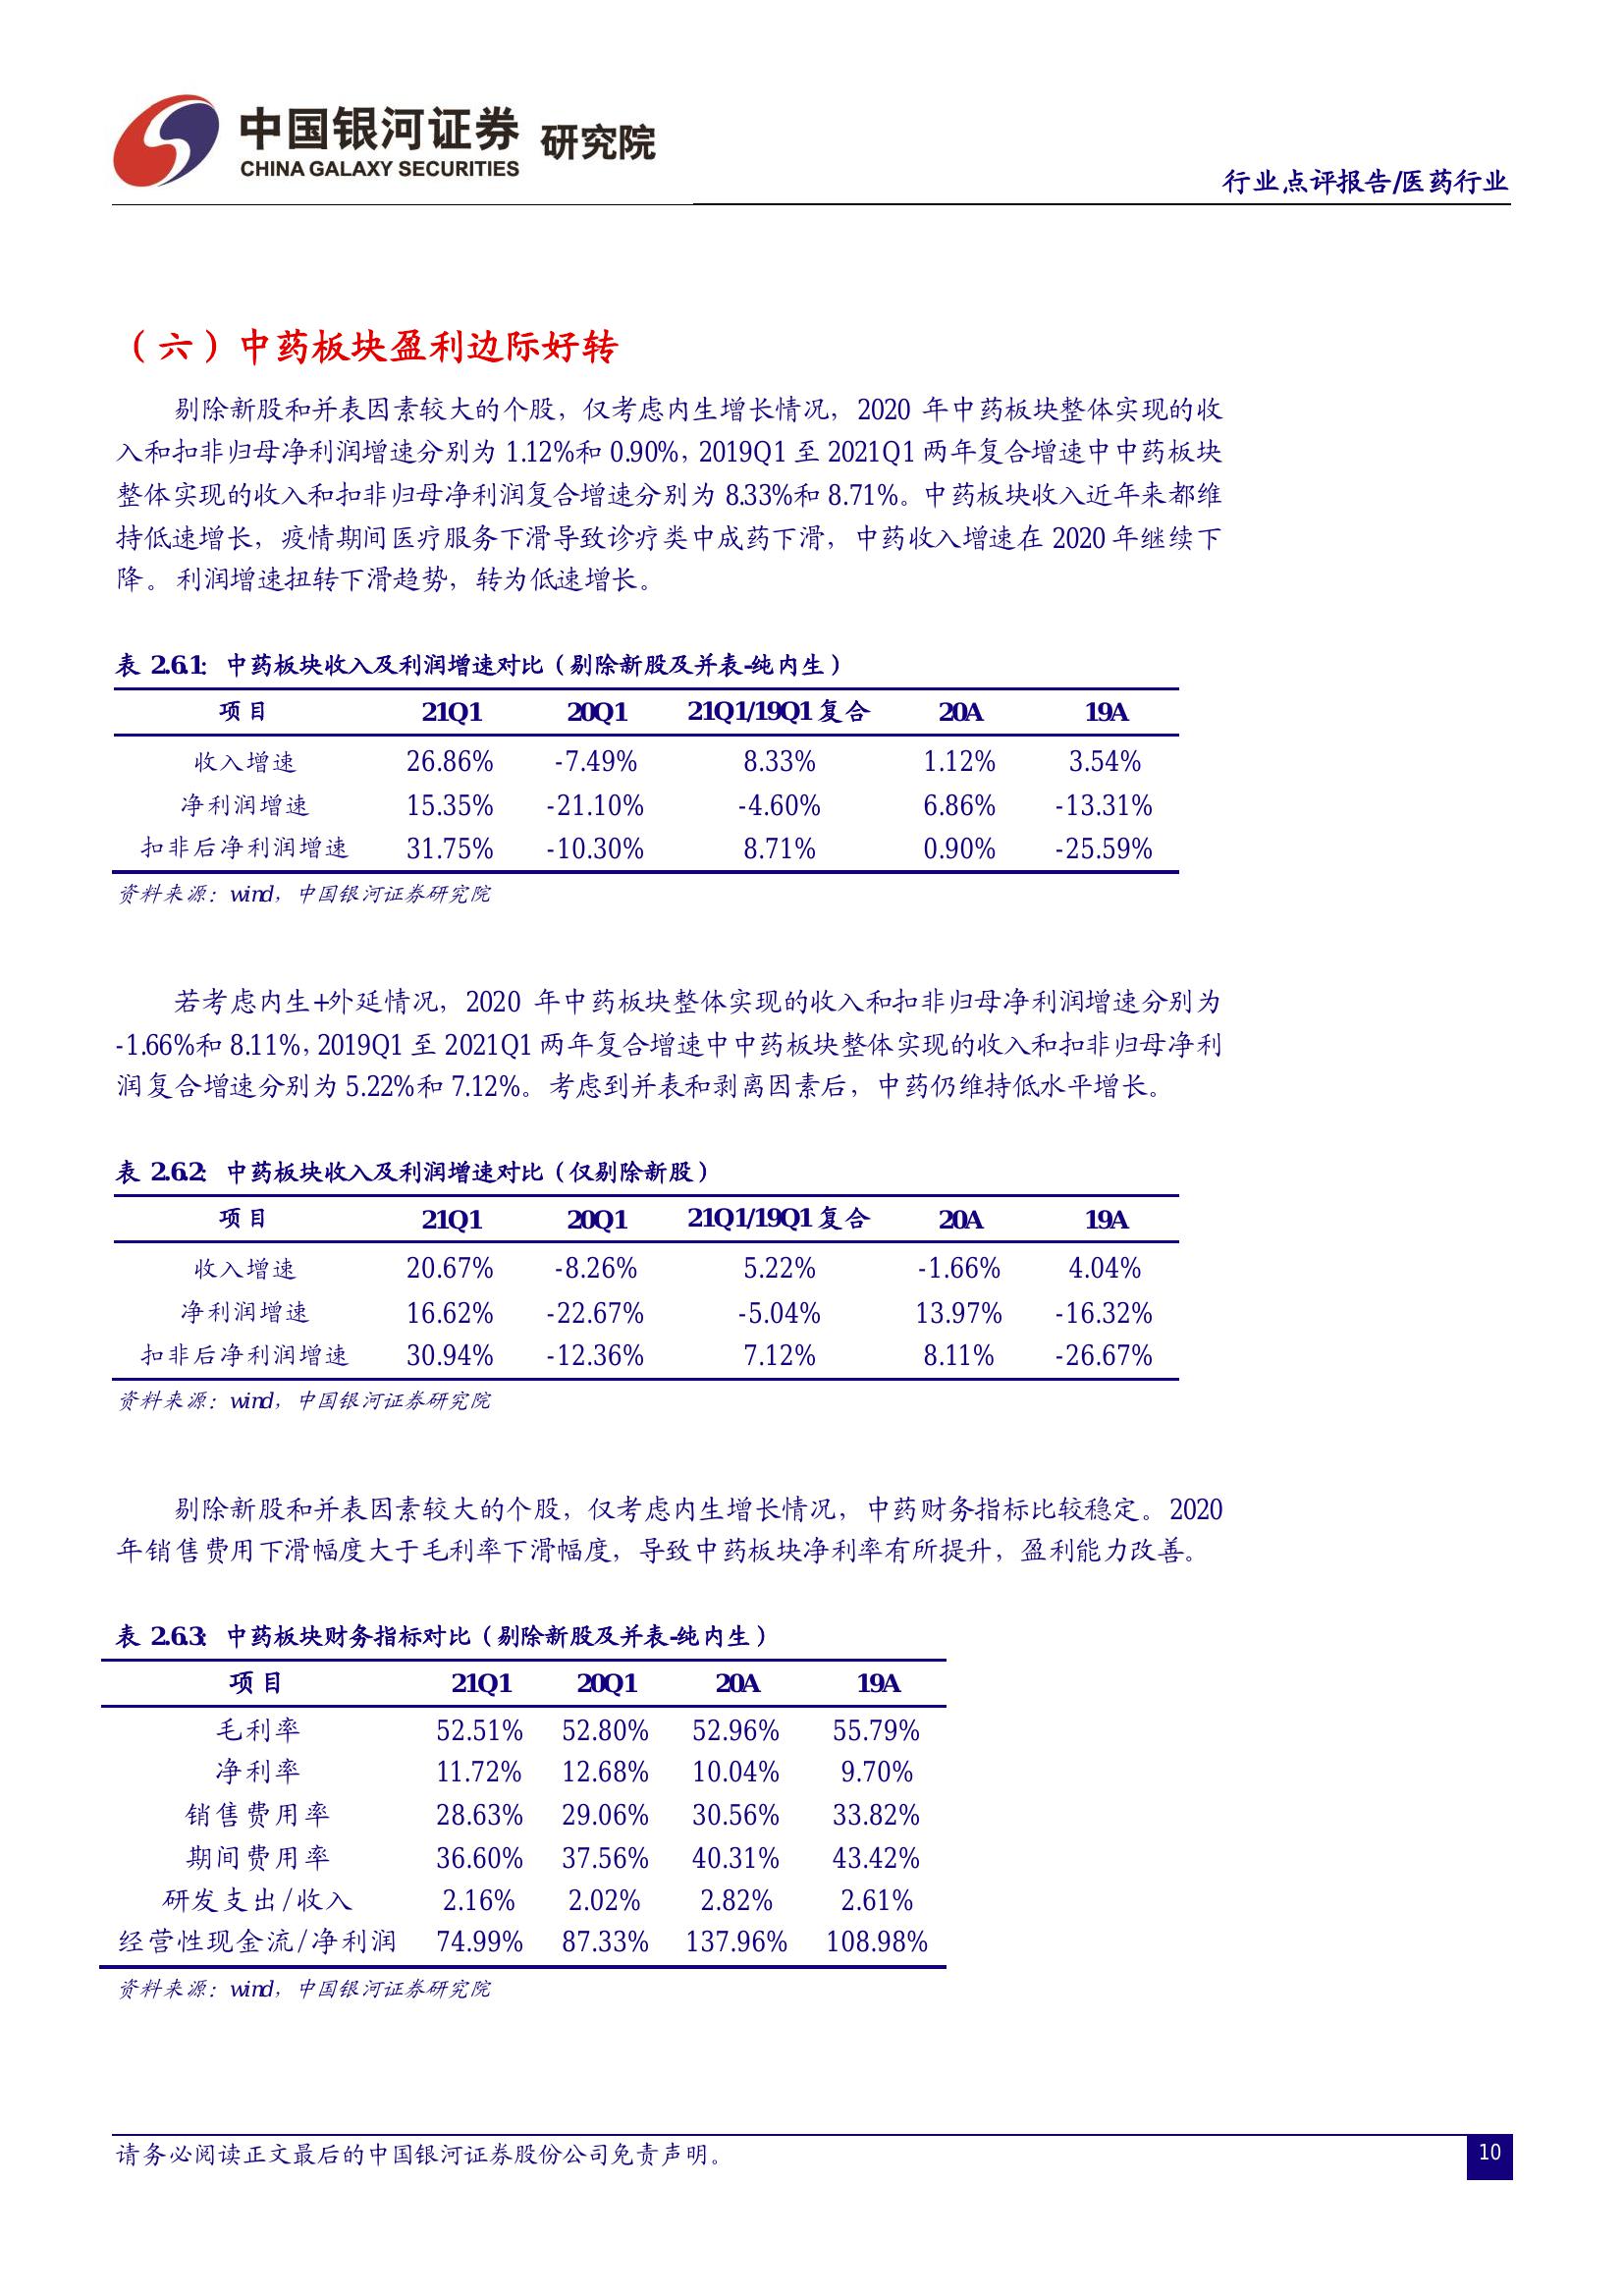 中国银河证券 研究院
CHINA GALAXY SECURITIES
行业点评报告/医药行业
（六）中药板块盈利边际好转
剔除新股和并表因素较大的个股，仅考虑内生增长情况，2020 年中药板块整体实现的收
入和扣非归母净利润增速分别为 1.12%和 0.90%，2019Q1 至 2021Q1 两年复合增速中中药板块
整体实现的收入和扣非归母净利润复合增速分别为 8.33%和 8.71%。中药板块收入近年来都维
持低速增长，疫情期间医疗服务下滑导致诊疗类中成药下滑，中药收入增速在 2020 年继续下
降。利润增速扭转下滑趋势，转为低速增长。
表 2.6.1：中药板块收入及利润增速对比（剔除新股及并表-纯内生）
项目 21Q1 20Q1 21Q1/19Q1 复合 20A 19A
收入增速 26.86% -7.49% 8.33% 1.12% 3.54%
净利润增速 15.35% -21.10% -4.60% 6.86% -13.31%
扣非后净利润增速 31.75% -10.30% 8.71% 0.90% -25.59%
资料来源：wind，中国银河证券研究院
若考虑内生+外延情况，2020 年中药板块整体实现的收入和扣非归母净利润增速分别为
-1.66%和 8.11%，2019Q1 至 2021Q1 两年复合增速中中药板块整体实现的收入和扣非归母净利
润复合增速分别为 5.22%和 7.12%。考虑到并表和剥离因素后，中药仍维持低水平增长。
表 2.6.2：中药板块收入及利润增速对比（仅剔除新股）
项目 21Q1 20Q1 21Q1/19Q1 复合 20A 19A
收入增速 20.67% -8.26% 5.22% -1.66% 4.04%
净利润增速 16.62% -22.67% -5.04% 13.97% -16.32%
扣非后净利润增速 30.94% -12.36% 7.12% 8.11% -26.67%
资料来源：wind，中国银河证券研究院
剔除新股和并表因素较大的个股，仅考虑内生增长情况，中药财务指标比较稳定。2020
年销售费用下滑幅度大于毛利率下滑幅度，导致中药板块净利率有所提升，盈利能力改善。
表 2.6.3：中药板块财务指标对比（剔除新股及并表-纯内生）
项目 21Q1 20Q1 20A 19A
毛利率 52.51% 52.80% 52.96% 55.79%
净利率 11.72% 12.68% 10.04% 9.70%
销售费用率 28.63% 29.06% 30.56% 33.82%
期间费用率 36.60% 37.56% 40.31% 43.42%
研发支出/收入 2.16% 2.02% 2.82% 2.61%
经营性现金流/净利润 74.99% 87.33% 137.96% 108.98%
资料来源：wind，中国银河证券研究院
请务必阅读正文最后的中国银河证券股份公司免责声明。
10